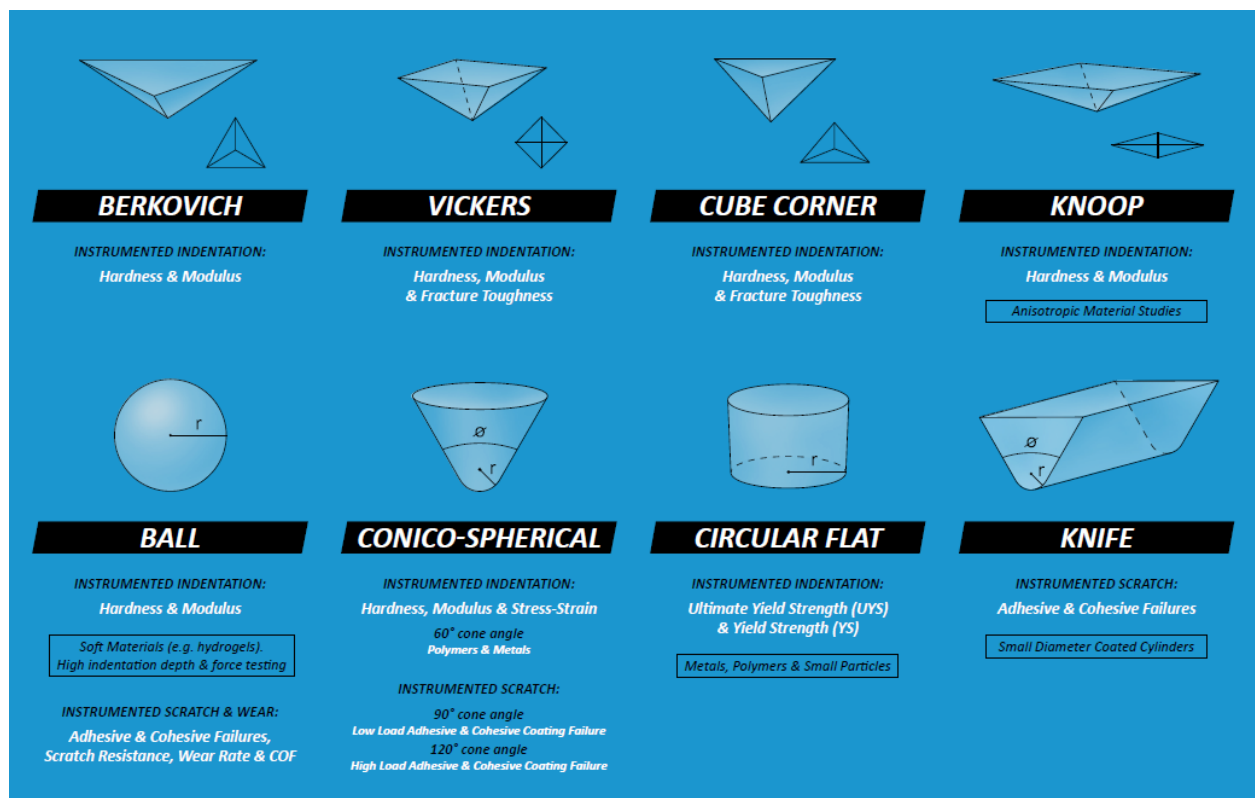 BERKOVICH
INSTRUMENTED INDENTATION:
Hardness & Modulus
VICKERS
INSTRUMENTED INDENTATION:
Hardness, Modulus
& Fracture Toughness
CUBE CORNER
INSTRUMENTED INDENTATION:
Hardness, Modulus
& Fracture Toughness
KNOOP
INSTRUMENTED INDENTATION:
Hardness & Modulus
Anisotropic Material Studies
r
BALL
INSTRUMENTED INDENTATION:
Hardness & Modulus
Soft Materials (e.g. hydrogels).
High indentation depth & force testing
INSTRUMENTED SCRATCH & WEAR:
Adhesive & Cohesive Failures,
Scratch Resistance, Wear Rate & COF
ø
r
CONICO-SPHERICAL
INSTRUMENTED INDENTATION:
Hardness, Modulus & Stress-Strain
60° cone angle
Polymers & Metals
INSTRUMENTED SCRATCH:
90° cone angle
Low Load Adhesive & Cohesive Coating Failure
120° cone angle
High Load Adhesive & Cohesive Coating Failure
r
CIRCULAR FLAT
INSTRUMENTED INDENTATION:
Ultimate Yield Strength (UYS)
& Yield Strength (YS)
Metals, Polymers & Small Particles
ø
r
KNIFE
INSTRUMENTED SCRATCH:
Adhesive & Cohesive Failures
Small Diameter Coated Cylinders